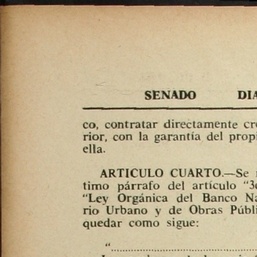 SENADO DIA
co, contratar directamente cr
rior, con la garantía del propi
ella.
ARTICULO CUARTO.—Se
timo párrafo del artículo "3
"Ley Orgánica del Banco Na
rio Urbano y de Obras Públi
quedar como sigue:
"........................................